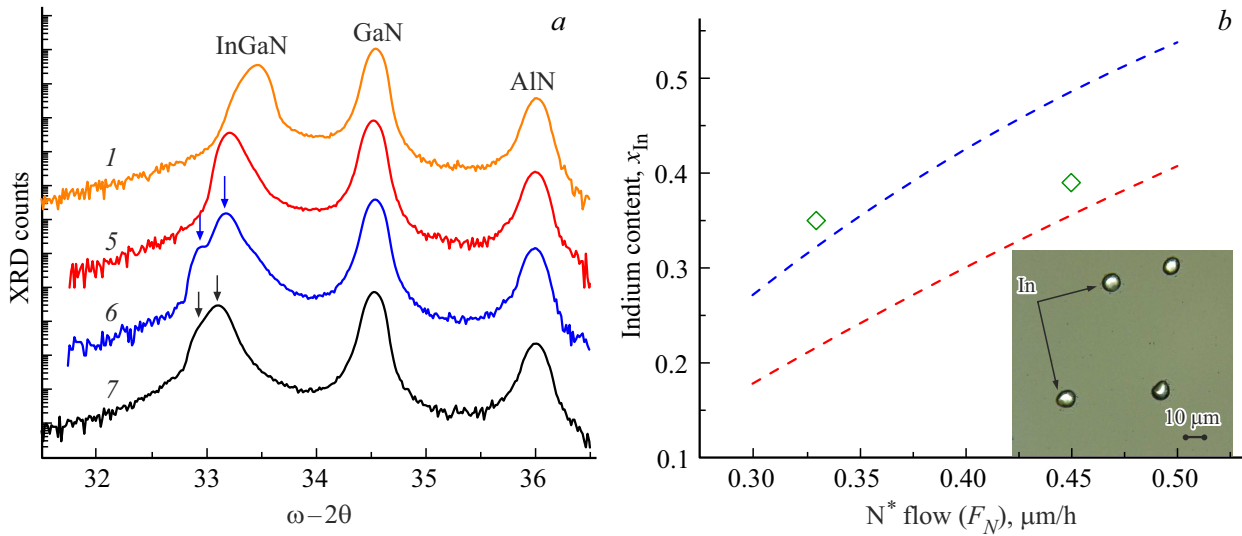 a
InGaN
GaN
AlN
1
5
6
7
XRD counts
32
33
34
35
36
ω–2θ
b
0.5
0.4
0.3
0.2
0.1
Indium content, x_In
In
10 μm
0.30
0.35
0.40
0.45
0.50
N* flow (F_N), μm/h